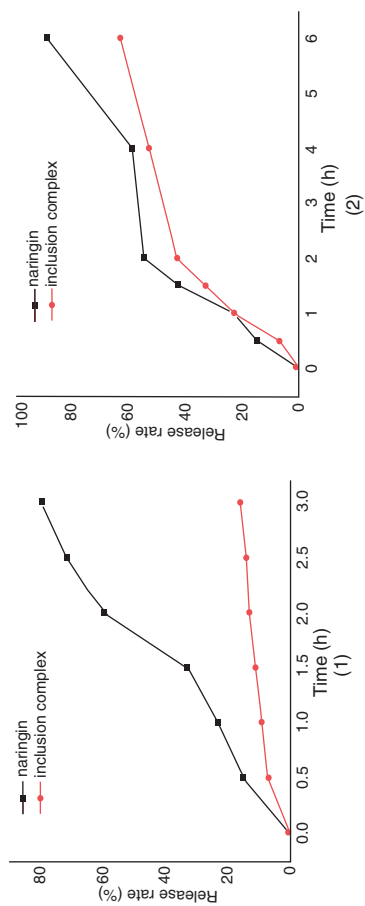 80
60
40
20
0
Release rate (%)
naringin
inclusion complex
0.0 0.5 1.0 1.5 2.0 2.5 3.0
Time (h)
(1)
100
80
60
40
20
0
Release rate (%)
naringin
inclusion complex
0 1 2 3 4 5 6
Time (h)
(2)